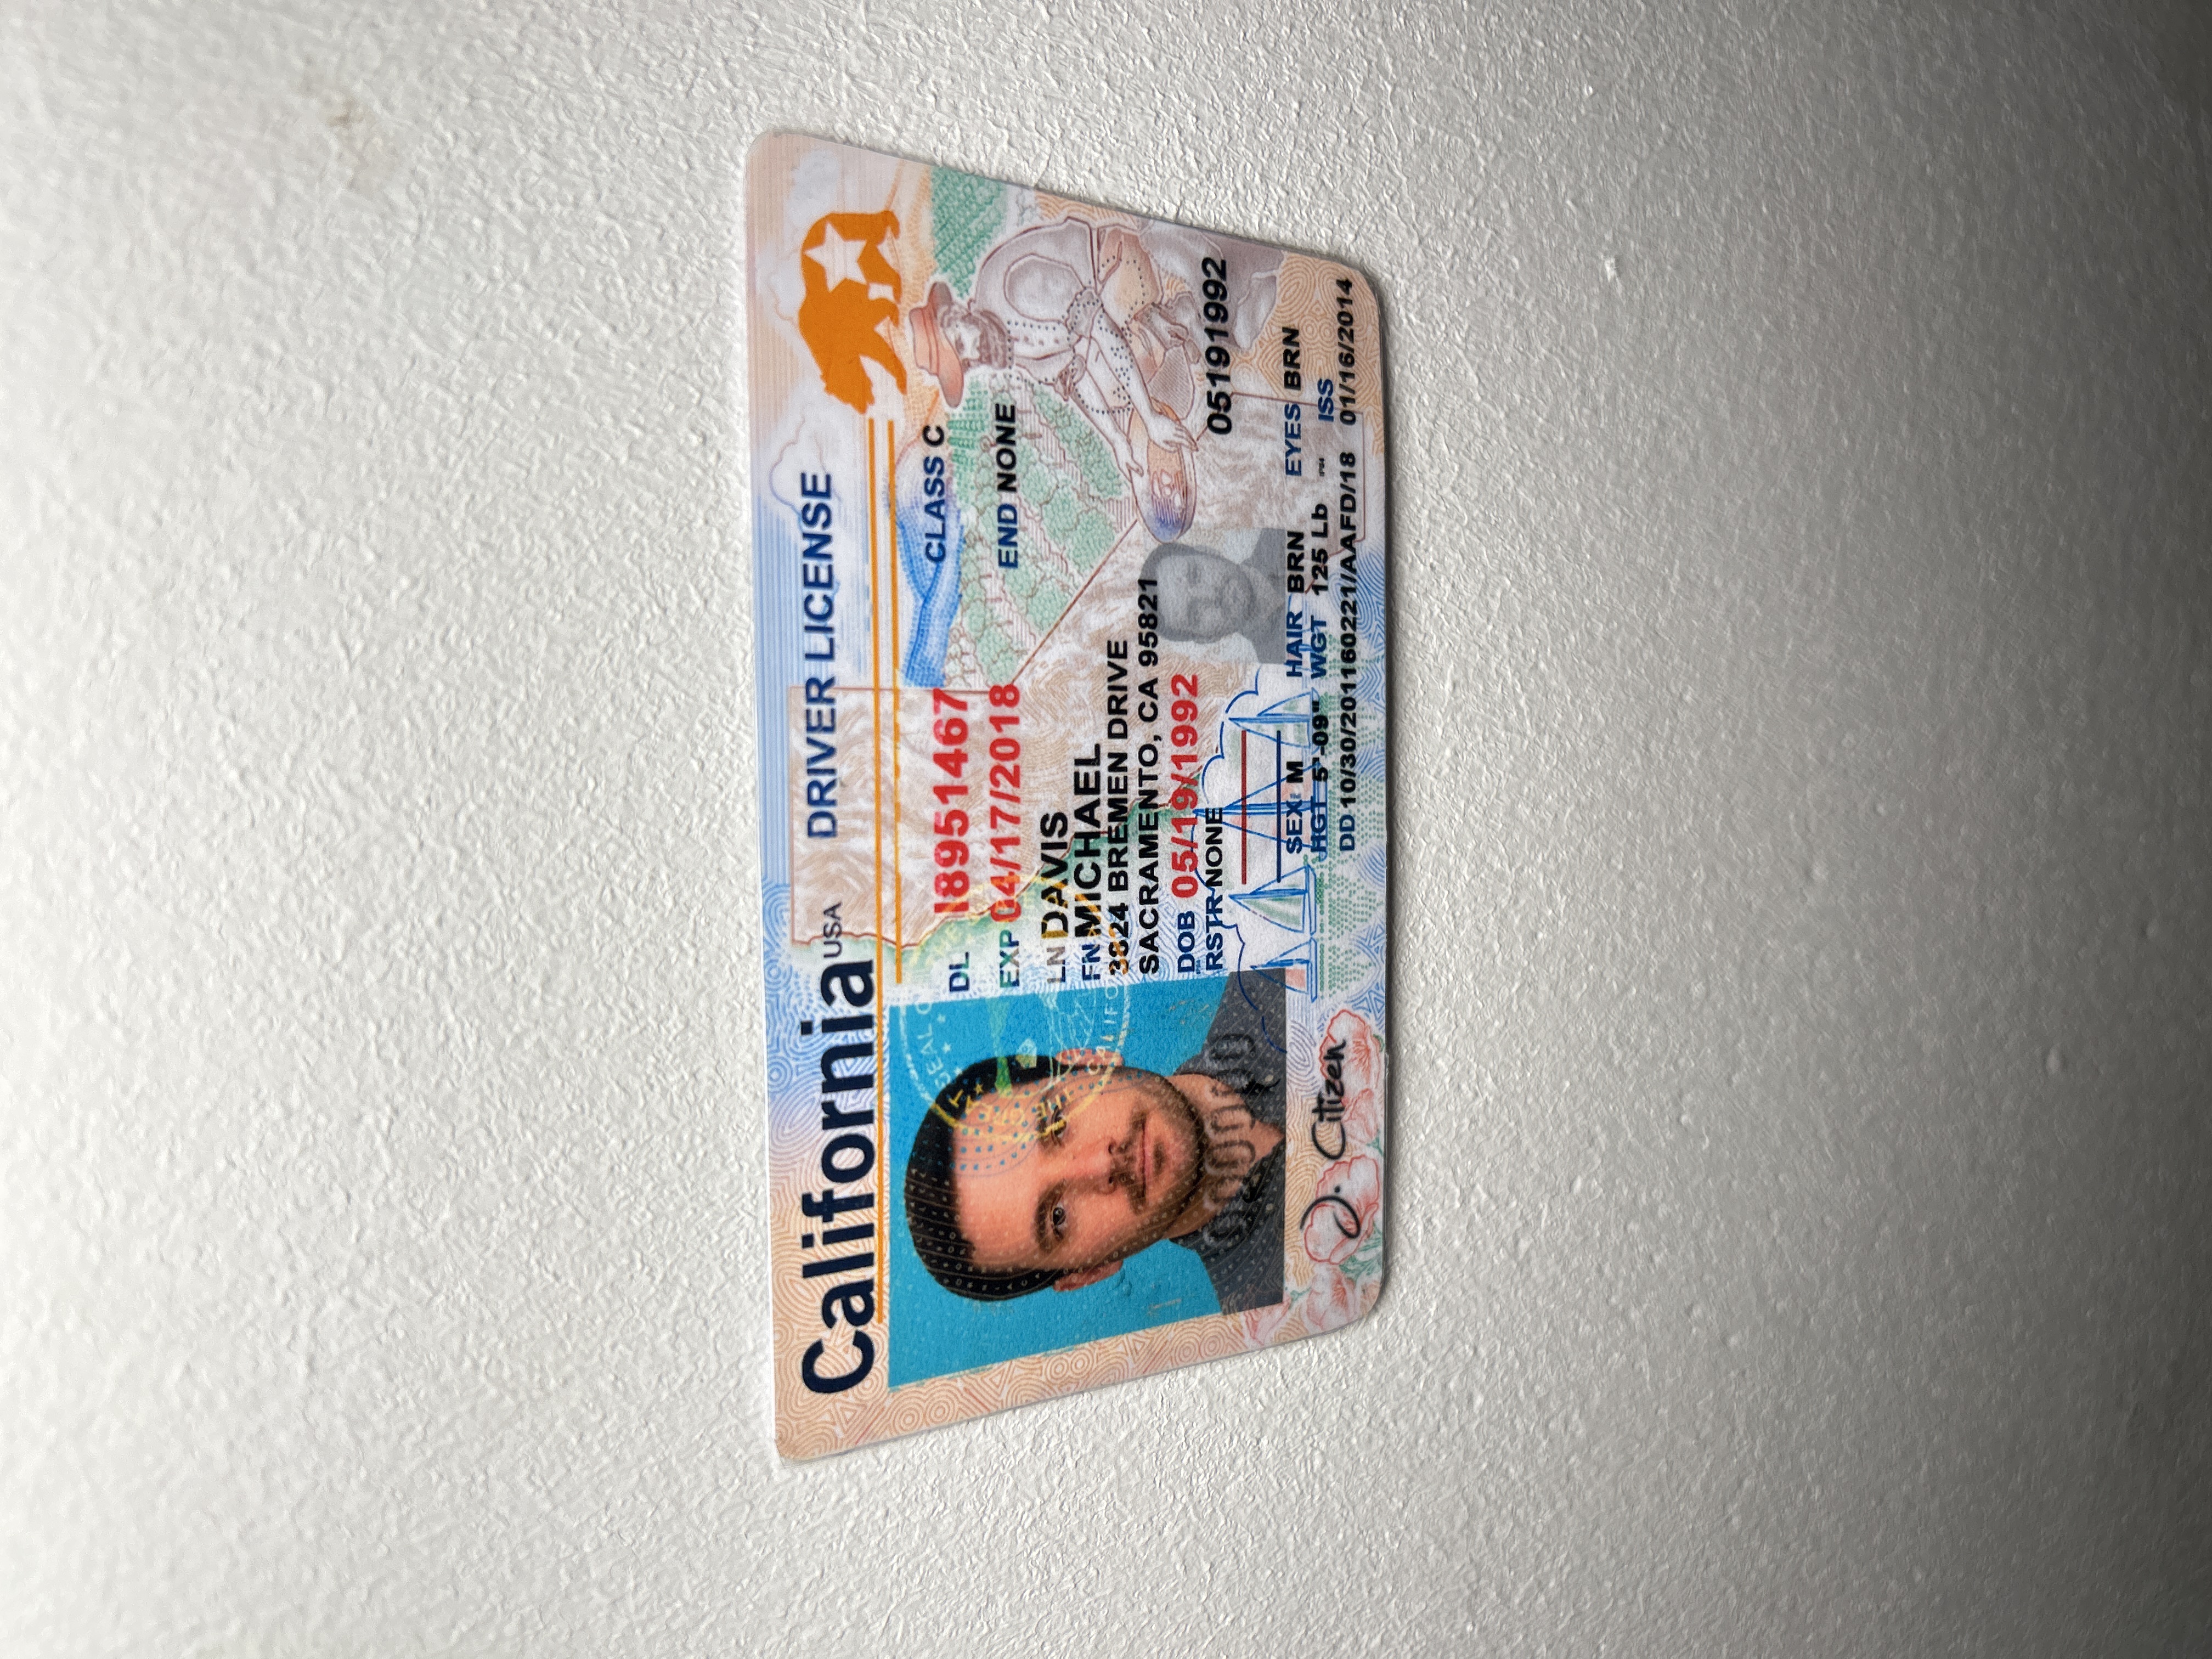 California USA DRIVER LICENSE
DL I8951467 CLASS C
EXP 04/17/2018 END NONE
LN DAVIS
FN MICHAEL
3824 BREMEN DRIVE
SACRAMENTO, CA 95821
DOB 05/19/1992
RSTR NONE
05191992
SEX M HAIR BRN EYES BRN
HGT 5'-09" WGT 125 Lb ISS
DD 10/30/201160221/AAFD/18 01/16/2014
J. Citizen